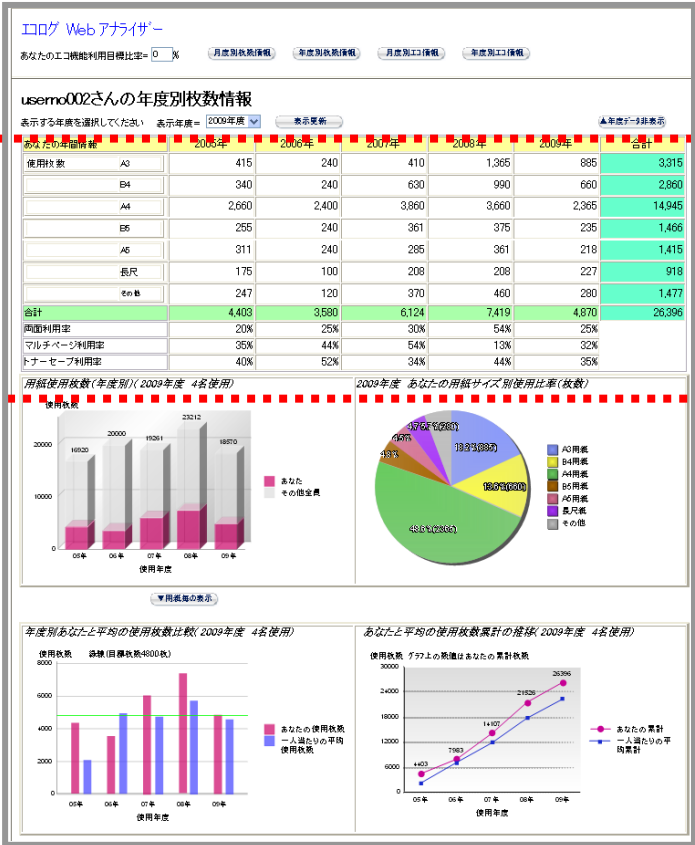 エコログ Web アナライザー
あなたのエコ機能利用目標比率= 0 % 月度別枚数情報 年度別枚数情報 月度別エコ情報 年度別エコ情報
userno002さんの年度別枚数情報
表示する年度を選択してください 表示年度= 2009年度 表示更新 ▲年度データ非表示
あなたの年間情報 2005年 2006年 2007年 2008年 2009年 合計
使用枚数 A3 415 240 410 1,365 885 3,315
B4 340 240 630 990 660 2,860
A4 2,660 2,400 3,860 3,660 2,365 14,945
B5 255 240 361 375 235 1,466
A5 311 240 285 361 218 1,415
長尺 175 100 208 208 227 918
その他 247 120 370 460 280 1,477
合計 4,403 3,580 6,124 7,419 4,870 26,396
両面利用率 20% 25% 30% 54% 25%
マルチページ利用率 35% 44% 54% 13% 32%
トナーセーブ利用率 40% 52% 34% 44% 35%
用紙使用枚数(年度別)(2009年度 4名使用) 2009年度 あなたの用紙サイズ別使用比率(枚数)
使用枚数
23212
20000
19261
18920
18570
20000
10000
0
05年 06年 07年 08年 09年
使用年度
あなた
その他全員
18.2%(885)
13.6%(660)
48.6%(2365)
4.8%
4.5%
A3用紙
B4用紙
A4用紙
B5用紙
A5用紙
長尺紙
その他
▼用紙毎の表示
年度別あなたと平均の使用枚数比較(2009年度 4名使用) あなたと平均の使用枚数累計の推移(2009年度 4名使用)
使用枚数 緑線(目標枚数4800枚)
8000
6000
4000
2000
0
05年 06年 07年 08年 09年
使用年度
あなたの使用枚数
一人当たりの平均
使用枚数
使用枚数 グラフ上の数値はあなたの累計枚数
30000
24000
18000
12000
6000
0
4403
7983
14107
21526
26396
05年 06年 07年 08年 09年
使用年度
あなたの累計
一人当たりの平
均累計